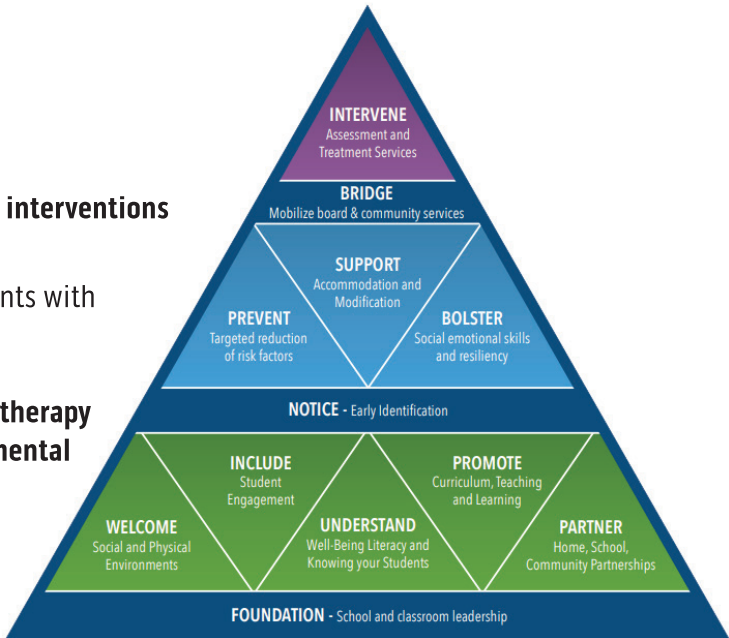 interventions
nts with
therapy
nental
INTERVENE
Assessment and
Treatment Services
BRIDGE
Mobilize board & community services
SUPPORT
Accommodation and
Modification
PREVENT
Targeted reduction
of risk factors
BOLSTER
Social emotional skills
and resiliency
NOTICE - Early Identification
INCLUDE
Student
Engagement
PROMOTE
Curriculum, Teaching
and Learning
WELCOME
Social and Physical
Environments
UNDERSTAND
Well-Being Literacy and
Knowing your Students
PARTNER
Home, School,
Community Partnerships
FOUNDATION - School and classroom leadership